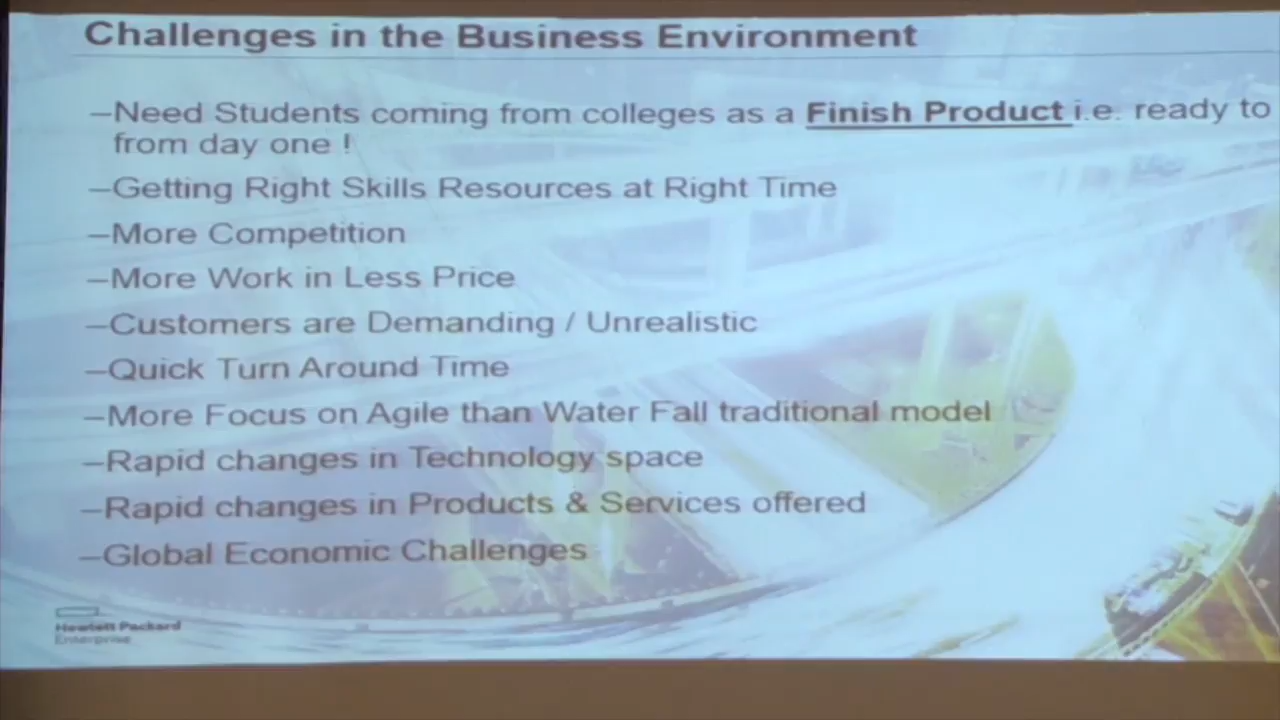 Challenges in the Business Environment
–Need Students coming from colleges as a Finish Product i.e. ready to
from day one !
–Getting Right Skills Resources at Right Time
–More Competition
–More Work in Less Price
–Customers are Demanding / Unrealistic
–Quick Turn Around Time
–More Focus on Agile than Water Fall traditional model
–Rapid changes in Technology space
–Rapid changes in Products & Services offered
–Global Economic Challenges
Hewlett Packard
Enterprise